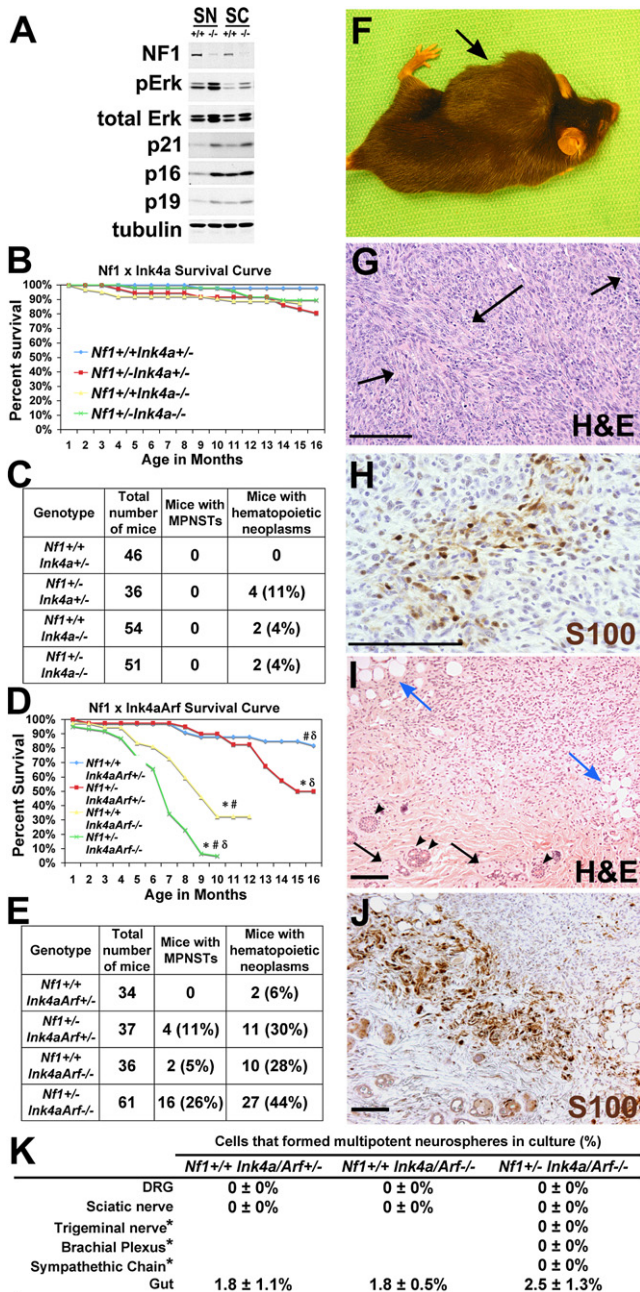 A
SN SC
+/+ -/- +/+ -/-
NF1
pErk
total Erk
p21
p16
p19
tubulin
B
Nf1 x Ink4a Survival Curve
Percent survival
100%
90%
80%
70%
60%
50%
40%
30%
20%
10%
0%
Nf1+/+Ink4a+/-
Nf1+/-Ink4a+/-
Nf1+/+Ink4a-/-
Nf1+/-Ink4a-/-
1 2 3 4 5 6 7 8 9 10 11 12 13 14 15 16
Age in Months
C
Genotype Total number of mice Mice with MPNSTs Mice with hematopoietic neoplasms
Nf1+/+ Ink4a+/- 46 0 0
Nf1+/- Ink4a+/- 36 0 4 (11%)
Nf1+/+ Ink4a-/- 54 0 2 (4%)
Nf1+/- Ink4a-/- 51 0 2 (4%)
D
Nf1 x Ink4aArf Survival Curve
Percent Survival
100%
90%
80%
70%
60%
50%
40%
30%
20%
10%
0%
Nf1+/+
Ink4aArf+/-
Nf1+/-
Ink4aArf+/-
Nf1+/+
Ink4aArf-/-
Nf1+/-
Ink4aArf-/-
# δ
* δ
* #
* # δ
1 2 3 4 5 6 7 8 9 10 11 12 13 14 15 16
Age in Months
E
Genotype Total number of mice Mice with MPNSTs Mice with hematopoietic neoplasms
Nf1+/+ Ink4aArf+/- 34 0 2 (6%)
Nf1+/- Ink4aArf+/- 37 4 (11%) 11 (30%)
Nf1+/+ Ink4aArf-/- 36 2 (5%) 10 (28%)
Nf1+/- Ink4aArf-/- 61 16 (26%) 27 (44%)
F
G
H&E
H
S100
I
H&E
J
S100
K
Cells that formed multipotent neurospheres in culture (%)
Nf1+/+ Ink4a/Arf+/- Nf1+/+ Ink4a/Arf-/- Nf1+/- Ink4a/Arf-/-
DRG 0 ± 0% 0 ± 0% 0 ± 0%
Sciatic nerve 0 ± 0% 0 ± 0% 0 ± 0%
Trigeminal nerve* 0 ± 0%
Brachial Plexus* 0 ± 0%
Sympathethic Chain* 0 ± 0%
Gut 1.8 ± 1.1% 1.8 ± 0.5% 2.5 ± 1.3%